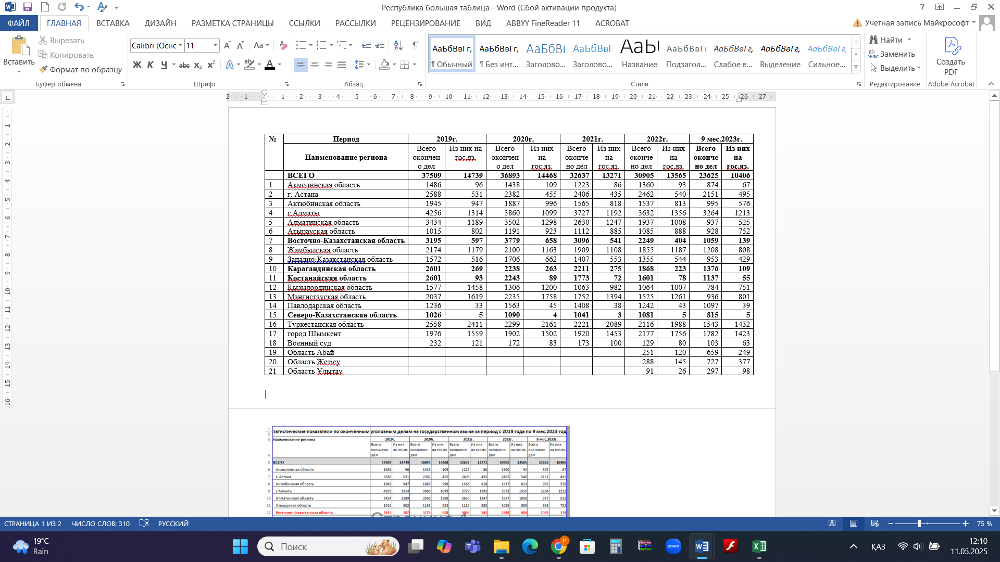 Республика большая таблица - Word (Сбой активации продукта)
ФАЙЛ ГЛАВНАЯ ВСТАВКА ДИЗАЙН РАЗМЕТКА СТРАНИЦЫ ССЫЛКИ РАССЫЛКИ РЕЦЕНЗИРОВАНИЕ ВИД ABBYY FineReader 11 ACROBAT Учетная запись Майкрософт
Вставить
Вырезать
Копировать
Формат по образцу
Буфер обмена
Calibri (Оснс 11
Шрифт
Абзац
¶ Обычный ¶ Без инт... Заголово... Заголово... Название Подзагол... Слабое в... Выделение Сильное...
Стили
Найти
Заменить
Выделить
Редактирование
Создать PDF
Adobe Acrobat
2 1 1 2 3 4 5 6 7 8 9 10 11 12 13 14 15 16 17 18 19 20 21 22 23 24 25 26 27
№ Период 2019г. 2020г. 2021г. 2022г. 9 мес.2023г.
Наименование региона Всего окончено дел Из них на гос.яз. Всего окончено дел Из них на гос.яз. Всего окончено дел Из них на гос.яз. Всего окончено дел Из них на гос.яз. Всего окончено дел Из них на гос.яз.
ВСЕГО 37509 14739 36893 14468 32637 13271 30905 13565 23625 10406
1 Акмолинская область 1486 96 1438 109 1223 86 1360 93 874 67
2 г. Астана 2588 531 2382 455 2406 435 2462 540 2151 495
3 Актюбинская область 1945 947 1887 996 1565 818 1537 813 995 576
4 г.Алматы 4256 1314 3860 1099 3727 1192 3632 1356 3264 1213
5 Алматинская область 3434 1189 3502 1298 2630 1247 1937 1008 937 525
6 Атырауская область 1015 802 1191 923 1112 885 1085 888 928 752
7 Восточно-Казахстанская область 3195 597 3779 658 3096 541 2249 404 1059 139
8 Жамбылская область 2174 1179 2100 1163 1909 1108 1855 1187 1208 808
9 Западно-Казахстанская область 1572 516 1706 662 1407 553 1355 544 953 429
10 Карагандинская область 2601 269 2238 263 2211 275 1868 223 1376 109
11 Костанайская область 2601 93 2243 89 1773 72 1601 78 1137 55
12 Кызылординская область 1577 1458 1306 1200 1063 982 1064 1007 784 751
13 Мангистауская область 2037 1619 2235 1758 1752 1394 1525 1261 936 801
14 Павлодарская область 1236 33 1563 45 1408 38 1242 43 1097 39
15 Северо-Казахстанская область 1026 5 1090 4 1041 3 1081 5 815 5
16 Туркестанская область 2558 2411 2299 2161 2221 2089 2116 1988 1543 1432
17 город Шымкент 1976 1559 1902 1502 1920 1453 2177 1756 1782 1423
18 Военный суд 232 121 172 83 173 100 129 80 103 63
19 Область Абай 251 120 659 249
20 Область Жетісу 288 145 727 377
21 Область Ұлытау 91 26 297 98
татистические показатели по оконченным уголовным делам на государственном языке за период с 2019 года по 9 мес.2023 год
3 Наименование региона 2019г. 2020г. 2021г. 2022г. 9 мес.2023г.
4 Всего окончено дел Из них на гос.яз. Всего окончено дел Из них на гос.яз. Всего окончено дел Из них на гос.яз. Всего окончено дел Из них на гос.яз. Всего окончено дел Из них на гос.яз.
5 ВСЕГО 37509 14739 36893 14468 32637 13271 30905 13565 23625 10406
6 Акмолинская область 1486 96 1438 109 1223 86 1360 93 874 67
7 г. Астана 2588 531 2382 455 2406 435 2462 540 2151 495
8 Актюбинская область 1945 947 1887 996 1565 818 1537 813 995 576
9 г.Алматы 4256 1314 3860 1099 3727 1192 3632 1356 3264 1213
10 Алматинская область 3434 1189 3502 1298 2630 1247 1937 1008 937 525
11 Атырауская область 1015 802 1191 923 1112 885 1085 888 928 752
12 Восточно-Казахстанская область 3195 597 3779 658 3096 541 2249 404 1059 139
СТРАНИЦА 1 ИЗ 2 ЧИСЛО СЛОВ: 310 РУССКИЙ 75 %
19°C
Rain
Поиск
zoom
ҚАЗ
12:10
11.05.2025